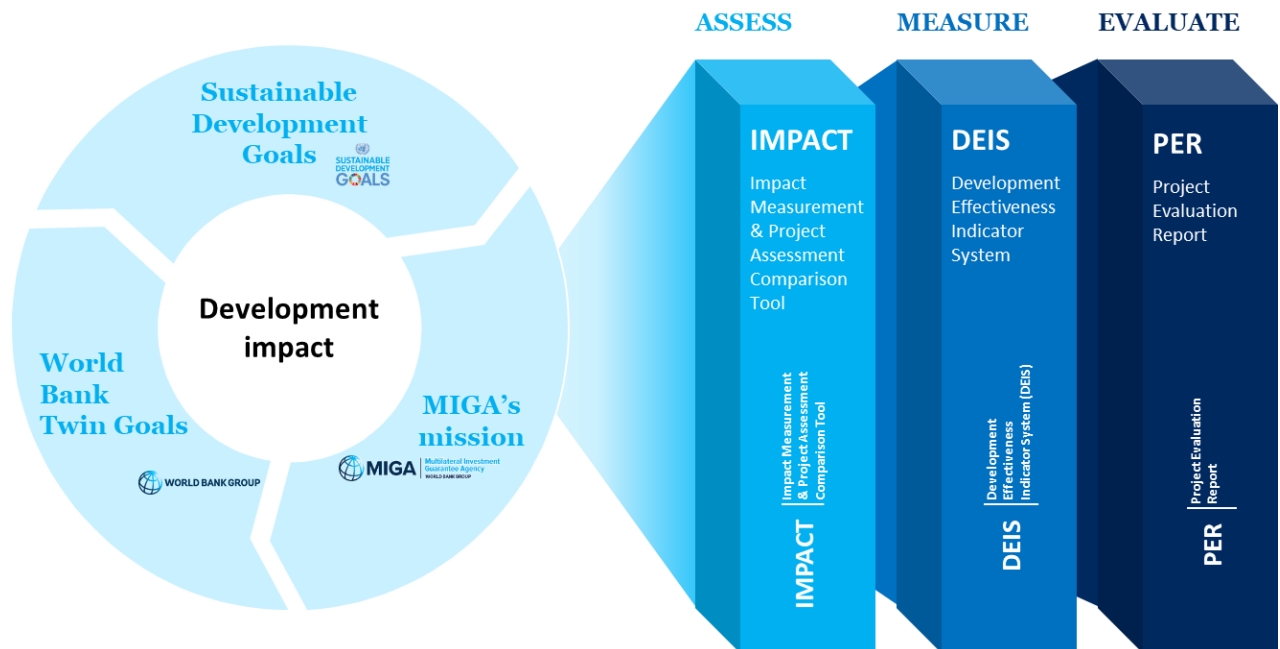 Sustainable
Development
Goals
SUSTAINABLE
DEVELOPMENT
GOALS
World
Bank
Twin Goals
WORLD BANK GROUP
Development
impact
MIGA's
mission
MIGA
Multilateral Investment
Guarantee Agency
WORLD BANK GROUP
ASSESS
IMPACT
Impact
Measurement
& Project
Assessment
Comparison
Tool
IMPACT
Impact Measurement
& Project Assessment
Comparison Tool
MEASURE
DEIS
Development
Effectiveness
Indicator
System
DEIS
Development
Effectiveness
Indicator System (DEIS)
EVALUATE
PER
Project
Evaluation
Report
PER
Project Evaluation
Report